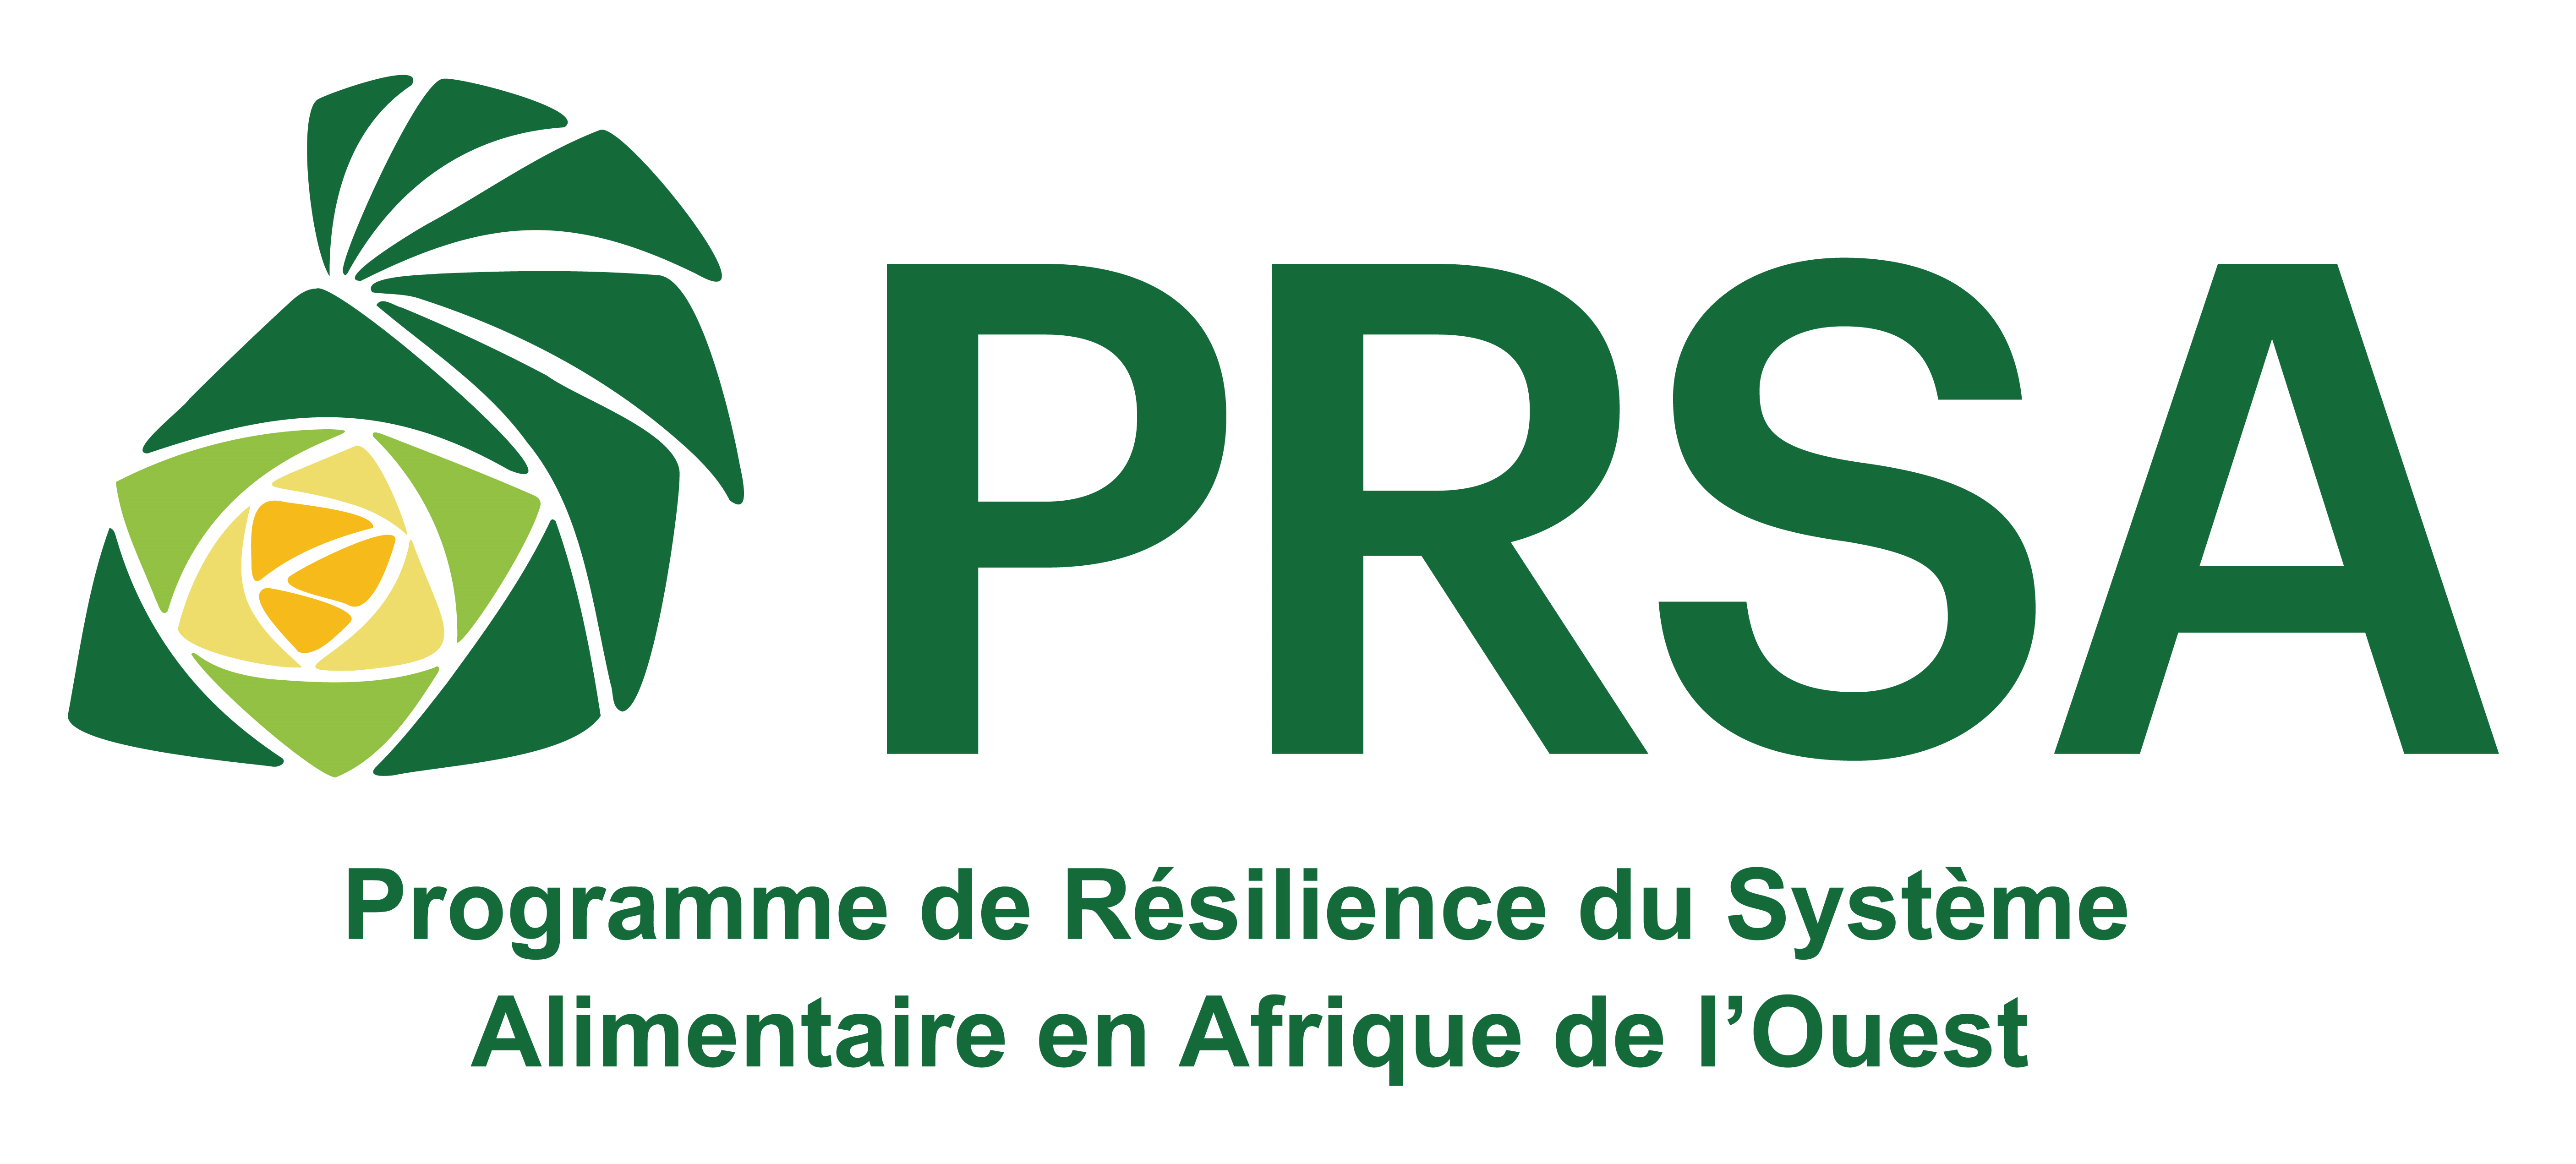 PRSA
Programme de Résilience du Système
Alimentaire en Afrique de l’Ouest